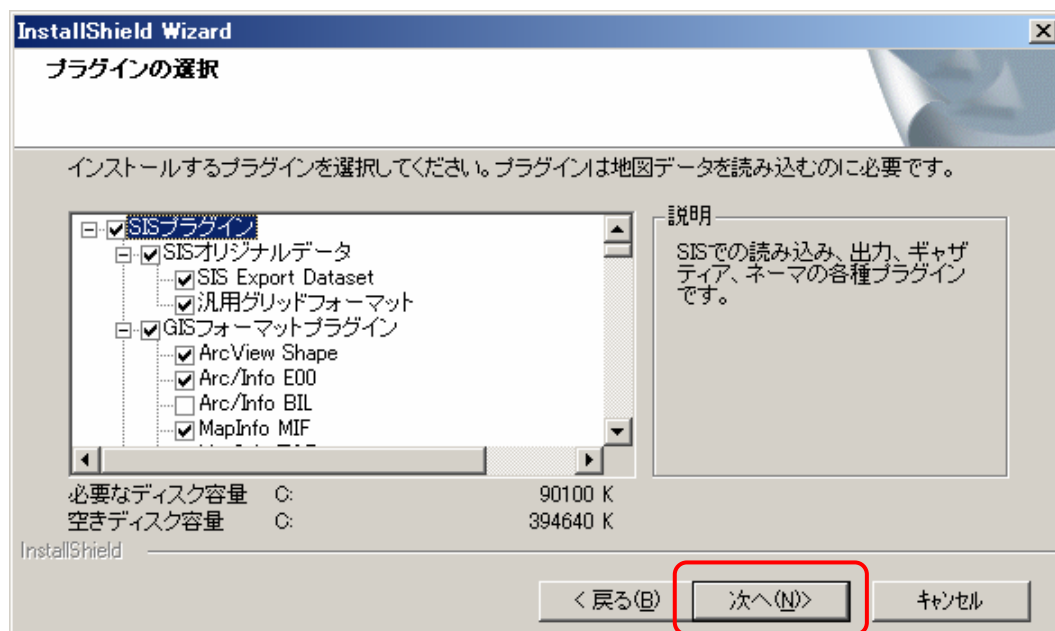 InstallShield Wizard
プラグインの選択
インストールするプラグインを選択してください。プラグインは地図データを読み込むのに必要です。
SISプラグイン
SISオリジナルデータ
SIS Export Dataset
汎用グリッドフォーマット
GISフォーマットプラグイン
ArcView Shape
Arc/Info E00
Arc/Info BIL
MapInfo MIF
説明
SISでの読み込み、出力、ギャザ
ティア、ネーマの各種プラグイン
です。
必要なディスク容量 C: 90100 K
空きディスク容量 C: 394640 K
InstallShield
< 戻る(B) 次へ(N)> キャンセル